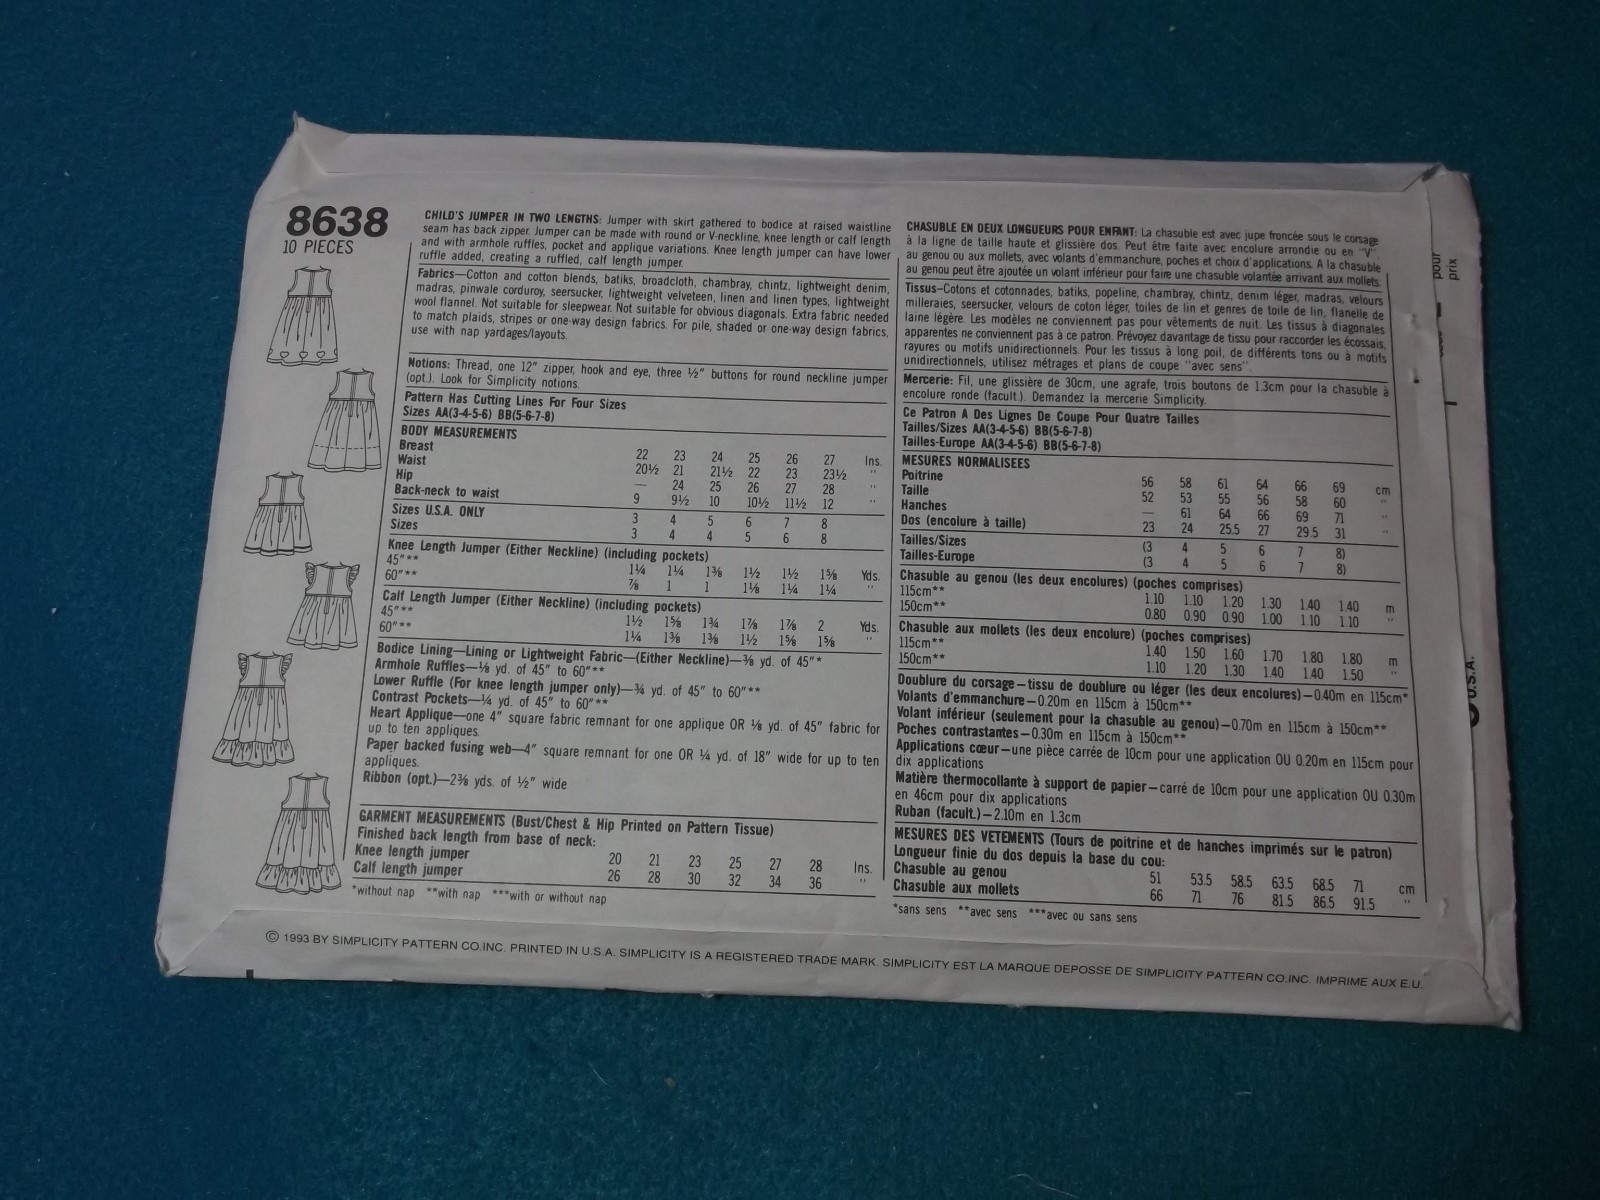 8638
10 PIECES
CHILD'S JUMPER IN TWO LENGTHS: Jumper with skirt gathered to bodice at raised waistline
seam has back zipper. Jumper can be made with round or V-neckline, knee length or calf length
and with armhole ruffles, pocket and applique variations. Knee length jumper can have lower
ruffle added, creating a ruffled, calf length jumper.
Fabrics—Cotton and cotton blends, batiks, broadcloth, chambray, chintz, lightweight denim,
madras, pinwale corduroy, seersucker, lightweight velveteen, linen and linen types, lightweight
wool flannel. Not suitable for sleepwear. Not suitable for obvious diagonals. Extra fabric needed
to match plaids, stripes or one-way design fabrics. For pile, shaded or one-way design fabrics,
use with nap yardages/layouts.
Notions: Thread, one 12" zipper, hook and eye, three ½" buttons for round neckline jumper
(opt.). Look for Simplicity notions.
Pattern Has Cutting Lines For Four Sizes
Sizes AA(3-4-5-6) BB(5-6-7-8)
BODY MEASUREMENTS
Breast 22 23 24 25 26 27 Ins.
Waist 20½ 21 21½ 22 23 23½ "
Hip — 24 25 26 27 28 "
Back-neck to waist 9 9½ 10 10½ 11½ 12 "
Sizes U.S.A. ONLY 3 4 5 6 7 8
Sizes 3 4 4 5 6 8
Knee Length Jumper (Either Neckline) (including pockets)
45"** 1¼ 1¼ 1⅜ 1½ 1½ 1⅝ Yds.
60"** ⅞ 1 1 1⅛ 1¼ 1¼ "
Calf Length Jumper (Either Neckline) (including pockets)
45"** 1½ 1⅝ 1¾ 1⅞ 1⅞ 2 Yds.
60"** 1¼ 1⅜ 1⅜ 1½ 1⅝ 1⅝ "
Bodice Lining—Lining or Lightweight Fabric—(Either Neckline)—⅜ yd. of 45"*
Armhole Ruffles—⅛ yd. of 45" to 60"**
Lower Ruffle (For knee length jumper only)—¾ yd. of 45" to 60"**
Contrast Pockets—¼ yd. of 45" to 60"**
Heart Applique—one 4" square fabric remnant for one applique OR ⅛ yd. of 45" fabric for
up to ten appliques.
Paper backed fusing web—4" square remnant for one OR ¼ yd. of 18" wide for up to ten
appliques.
Ribbon (opt.)—2⅜ yds. of ½" wide
GARMENT MEASUREMENTS (Bust/Chest & Hip Printed on Pattern Tissue)
Finished back length from base of neck:
Knee length jumper 20 21 23 25 27 28 Ins.
Calf length jumper 26 28 30 32 34 36 "
*without nap **with nap ***with or without nap
CHASUBLE EN DEUX LONGUEURS POUR ENFANT: La chasuble est avec jupe froncée sous le corsage
à la ligne de taille haute et glissière dos. Peut être faite avec encolure arrondie ou en "V".
au genou ou aux mollets, avec volants d'emmanchure, poches et choix d'applications. A la chasuble
au genou peut être ajoutée un volant inférieur pour faire une chasuble volantée arrivant aux mollets.
Tissus–Cotons et cotonnades, batiks, popeline, chambray, chintz, denim léger, madras, velours
milleraies, seersucker, velours de coton léger, toiles de lin et genres de toile de lin, flanelle de
laine légère. Les modèles ne conviennent pas pour vêtements de nuit. Les tissus à diagonales
apparentes ne conviennent pas à ce patron. Prévoyez davantage de tissu pour raccorder les écossais,
rayures ou motifs unidirectionnels. Pour les tissus à long poil, de différents tons ou à motifs
unidirectionnels, utilisez métrages et plans de coupe "avec sens".
Mercerie: Fil, une glissière de 30cm, une agrafe, trois boutons de 1.3cm pour la chasuble à
encolure ronde (facult.). Demandez la mercerie Simplicity.
Ce Patron A Des Lignes De Coupe Pour Quatre Tailles
Tailles/Sizes AA(3-4-5-6) BB(5-6-7-8)
Tailles-Europe AA(3-4-5-6) BB(5-6-7-8)
MESURES NORMALISEES
Poitrine 56 58 61 64 66 69 cm
Taille 52 53 55 56 58 60 "
Hanches — 61 64 66 69 71 "
Dos (encolure à taille) 23 24 25.5 27 29.5 31 "
Tailles/Sizes (3 4 5 6 7 8)
Tailles-Europe (3 4 5 6 7 8)
Chasuble au genou (les deux encolures) (poches comprises)
115cm** 1.10 1.10 1.20 1.30 1.40 1.40 m
150cm** 0.80 0.90 0.90 1.00 1.10 1.10 "
Chasuble aux mollets (les deux encolure) (poches comprises)
115cm** 1.40 1.50 1.60 1.70 1.80 1.80 m
150cm** 1.10 1.20 1.30 1.40 1.40 1.50 "
Doublure du corsage–tissu de doublure ou léger (les deux encolures)–0.40m en 115cm*
Volants d'emmanchure–0.20m en 115cm à 150cm**
Volant inférieur (seulement pour la chasuble au genou)–0.70m en 115cm à 150cm**
Poches contrastantes–0.30m en 115cm à 150cm**
Applications cœur–une pièce carrée de 10cm pour une application OU 0.20m en 115cm pour
dix applications
Matière thermocollante à support de papier–carré de 10cm pour une application OU 0.30m
en 46cm pour dix applications
Ruban (facult.)–2.10m en 1.3cm
MESURES DES VETEMENTS (Tours de poitrine et de hanches imprimés sur le patron)
Longueur finie du dos depuis la base du cou:
Chasuble au genou 51 53.5 58.5 63.5 68.5 71 cm
Chasuble aux mollets 66 71 76 81.5 86.5 91.5 "
*sans sens **avec sens ***avec ou sans sens
© 1993 BY SIMPLICITY PATTERN CO.INC. PRINTED IN U.S.A. SIMPLICITY IS A REGISTERED TRADE MARK. SIMPLICITY EST LA MARQUE DEPOSSE DE SIMPLICITY PATTERN CO.INC. IMPRIME AUX E.U.
pour
prix
U.S.A.